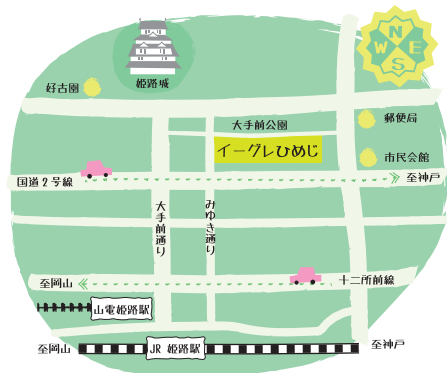 N
W E
S
姫路城
好古園
郵便局
大手前公園
イーグレひめじ
市民会館
国道2号線
至神戸
大手前通り
みゆき通り
至岡山
十二所前線
山電姫路駅
至岡山
JR 姫路駅
至神戸